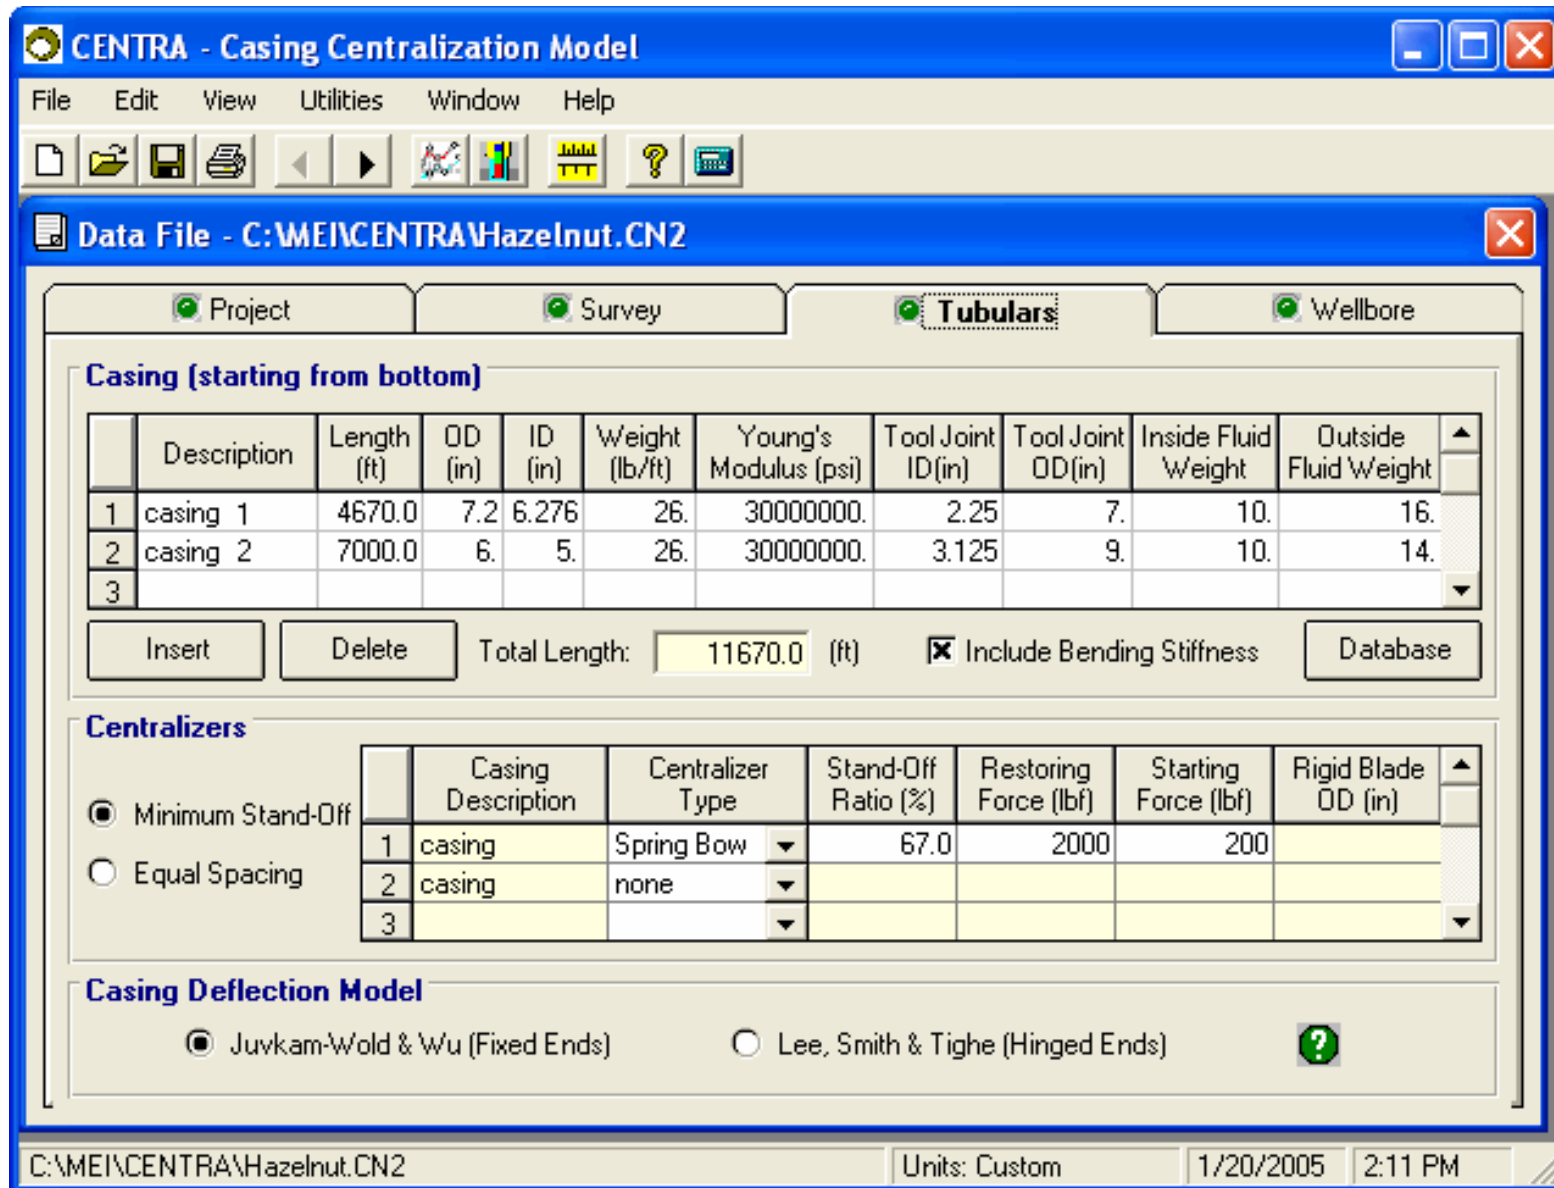 CENTRA - Casing Centralization Model
File Edit View Utilities Window Help
Data File - C:\MEI\CENTRA\Hazelnut.CN2
Project Survey Tubulars Wellbore
Casing (starting from bottom)
Description Length (ft) OD (in) ID (in) Weight (lb/ft) Young's Modulus (psi) Tool Joint ID(in) Tool Joint OD(in) Inside Fluid Weight Outside Fluid Weight
1 casing 1 4670.0 7.2 6.276 26. 30000000. 2.25 7. 10. 16.
2 casing 2 7000.0 6. 5. 26. 30000000. 3.125 9. 10. 14.
3
Insert Delete Total Length: 11670.0 (ft) Include Bending Stiffness Database
Centralizers
Minimum Stand-Off
Equal Spacing
Casing Description Centralizer Type Stand-Off Ratio (%) Restoring Force (lbf) Starting Force (lbf) Rigid Blade OD (in)
1 casing Spring Bow 67.0 2000 200
2 casing none
3
Casing Deflection Model
Juvkam-Wold & Wu (Fixed Ends) Lee, Smith & Tighe (Hinged Ends) ?
C:\MEI\CENTRA\Hazelnut.CN2 Units: Custom 1/20/2005 2:11 PM